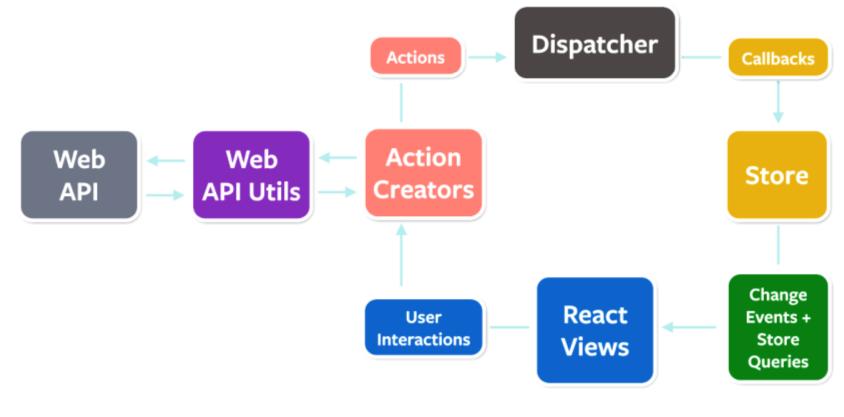 Actions
Dispatcher
Callbacks
Web
API
Web
API Utils
Action
Creators
Store
User
Interactions
React
Views
Change
Events +
Store
Queries